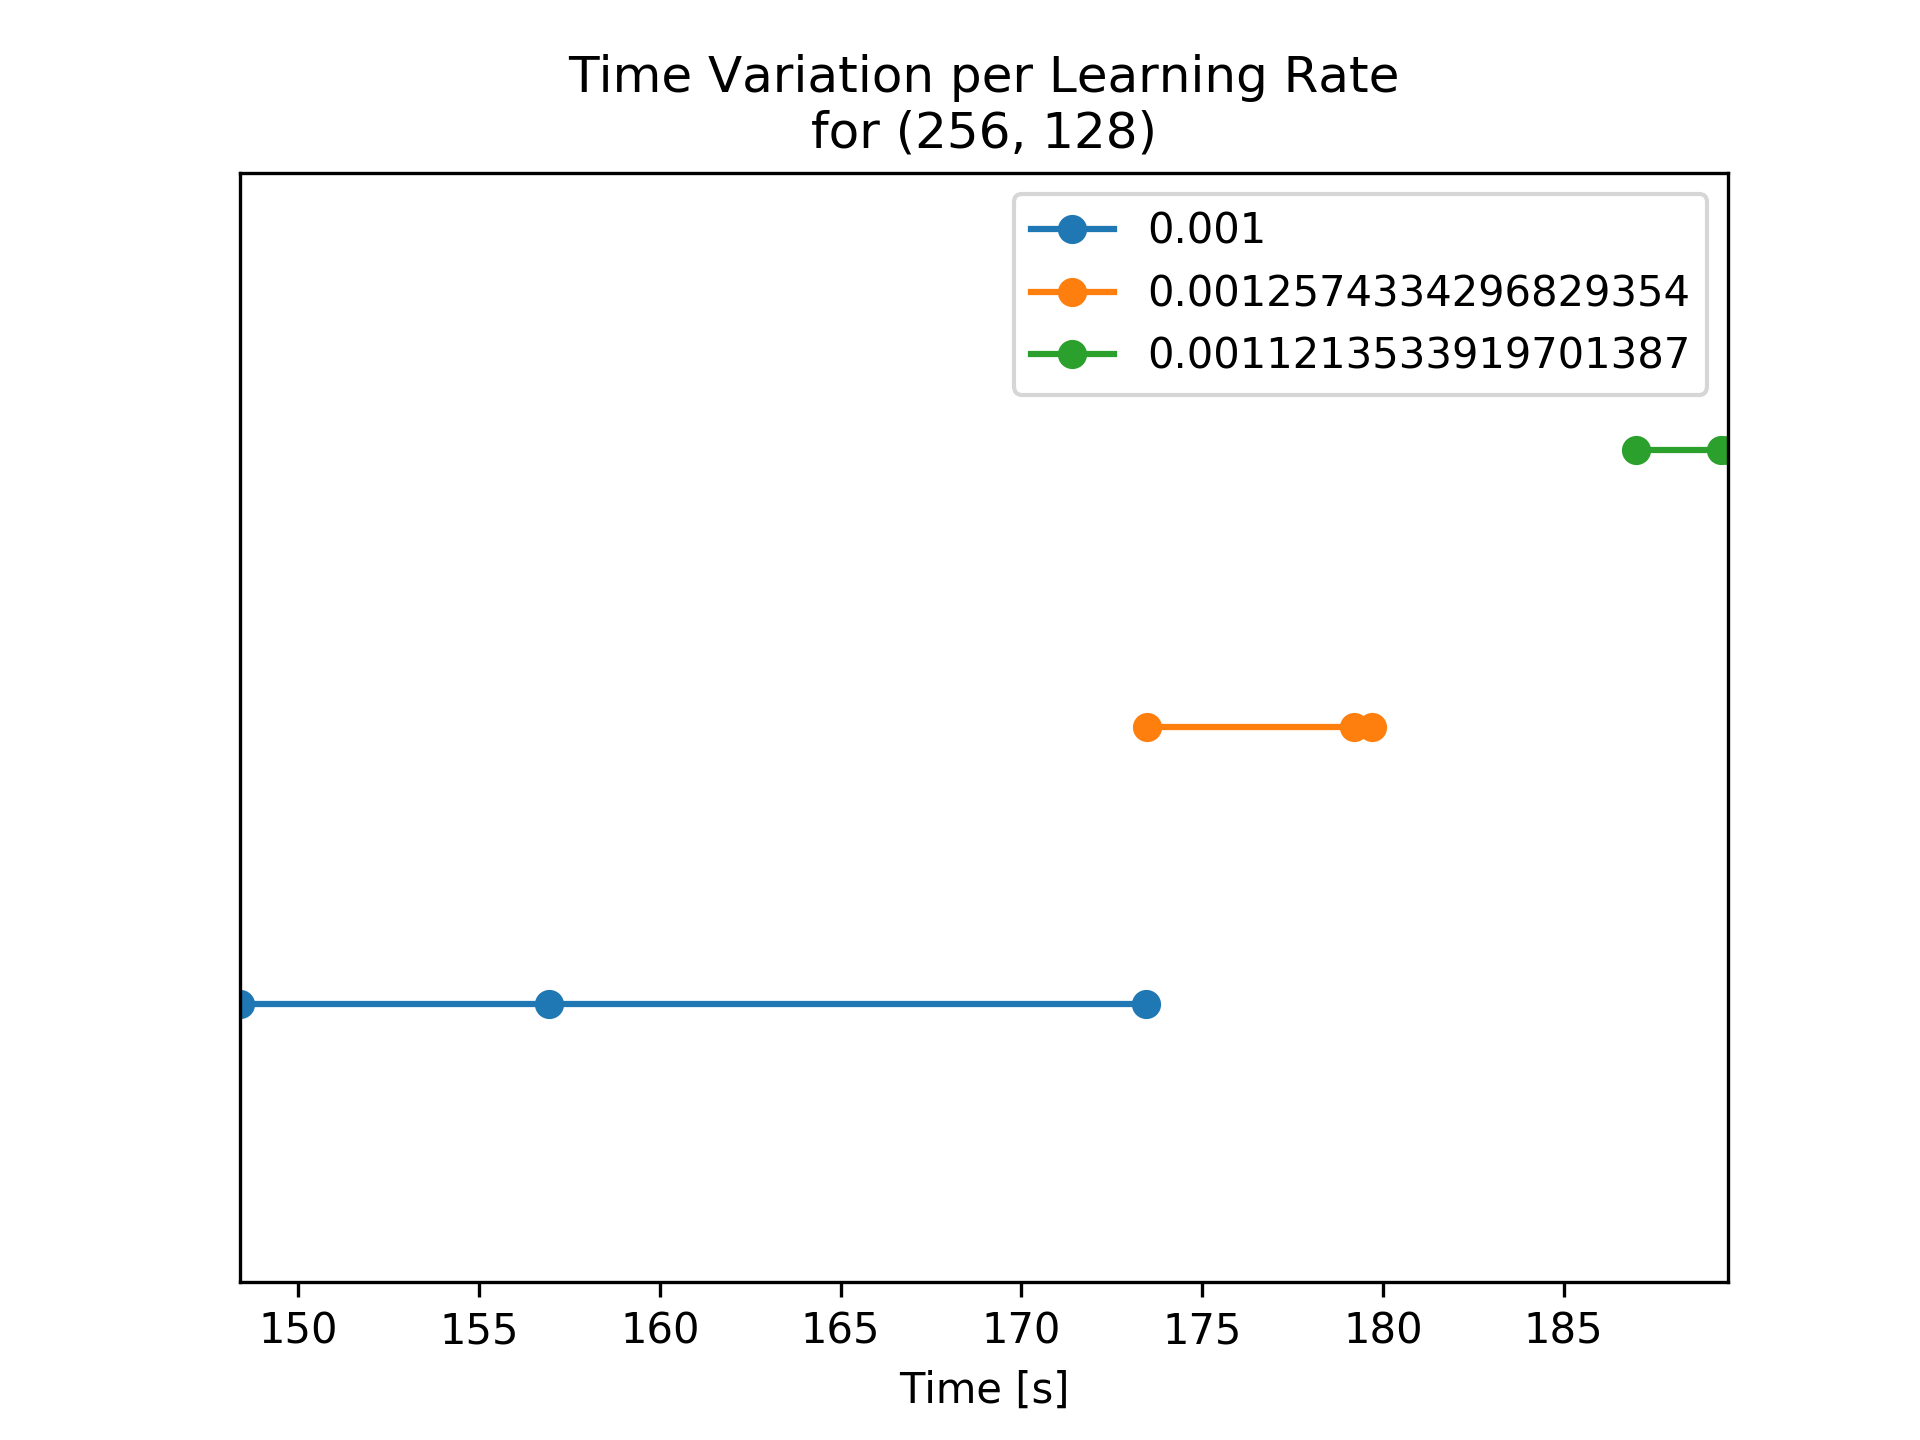 Time Variation per Learning Rate
for (256, 128)
0.001
0.0012574334296829354
0.0011213533919701387
150 155 160 165 170 175 180 185
Time [s]